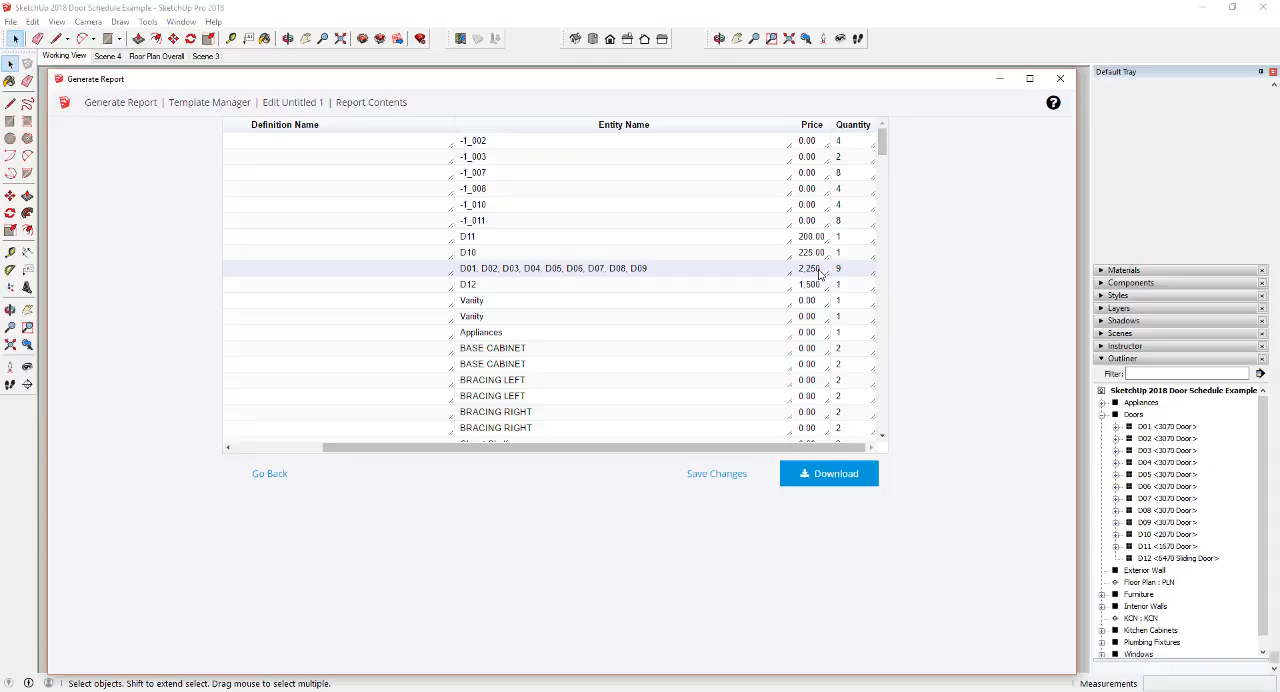 SketchUp 2018 Door Schedule Example - SketchUp Pro 2018
File Edit View Camera Draw Tools Window Help
Working View Scene 4 Floor Plan Overall Scene 3
Generate Report
Generate Report | Template Manager | Edit Untitled 1 | Report Contents
Definition Name Entity Name Price Quantity
-1_002 0.00 4
-1_003 0.00 2
-1_007 0.00 8
-1_008 0.00 4
-1_010 0.00 4
-1_011 0.00 8
D11 200.00 1
D10 225.00 1
D01, D02, D03, D04, D05, D06, D07, D08, D09 2,250 9
D12 1,500 1
Vanity 0.00 1
Vanity 0.00 1
Appliances 0.00 1
BASE CABINET 0.00 2
BASE CABINET 0.00 2
BRACING LEFT 0.00 2
BRACING LEFT 0.00 2
BRACING RIGHT 0.00 2
BRACING RIGHT 0.00 2
Go Back Save Changes Download
Default Tray
Materials
Components
Styles
Layers
Shadows
Scenes
Instructor
Outliner
Filter:
SketchUp 2018 Door Schedule Example
Appliances
Doors
D01 <3070 Door>
D02 <3070 Door>
D03 <3070 Door>
D04 <3070 Door>
D05 <3070 Door>
D06 <3070 Door>
D07 <3070 Door>
D08 <3070 Door>
D09 <3070 Door>
D10 <2070 Door>
D11 <1670 Door>
D12 <6470 Sliding Door>
Exterior Wall
Floor Plan : PLN
Furniture
Interior Walls
KCN : KCN
Kitchen Cabinets
Plumbing Fixtures
Windows
Select objects. Shift to extend select. Drag mouse to select multiple.
Measurements